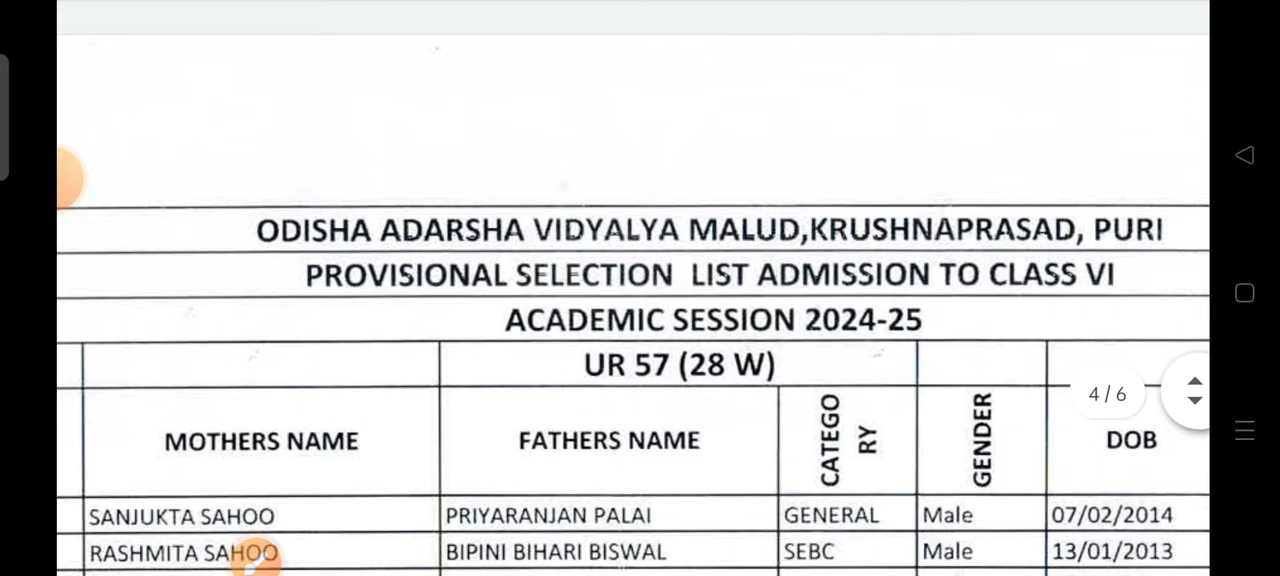 ODISHA ADARSHA VIDYALYA MALUD,KRUSHNAPRASAD, PURI
PROVISIONAL SELECTION LIST ADMISSION TO CLASS VI
ACADEMIC SESSION 2024-25
UR 57 (28 W)
4 / 6
MOTHERS NAME FATHERS NAME CATEGO RY GENDER DOB
SANJUKTA SAHOO PRIYARANJAN PALAI GENERAL Male 07/02/2014
RASHMITA SAHOO BIPINI BIHARI BISWAL SEBC Male 13/01/2013